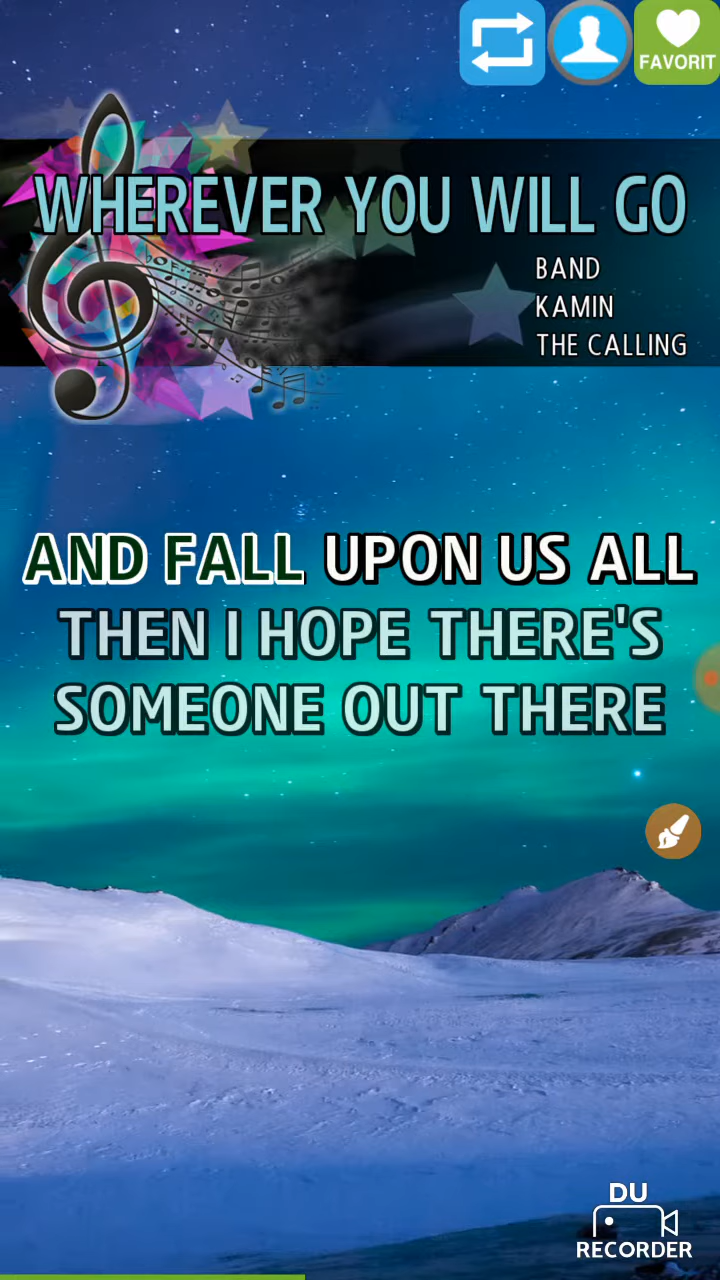 FAVORIT
WHEREVER YOU WILL GO
BAND
KAMIN
THE CALLING
AND FALL UPON US ALL
THEN I HOPE THERE'S
SOMEONE OUT THERE
DU
RECORDER